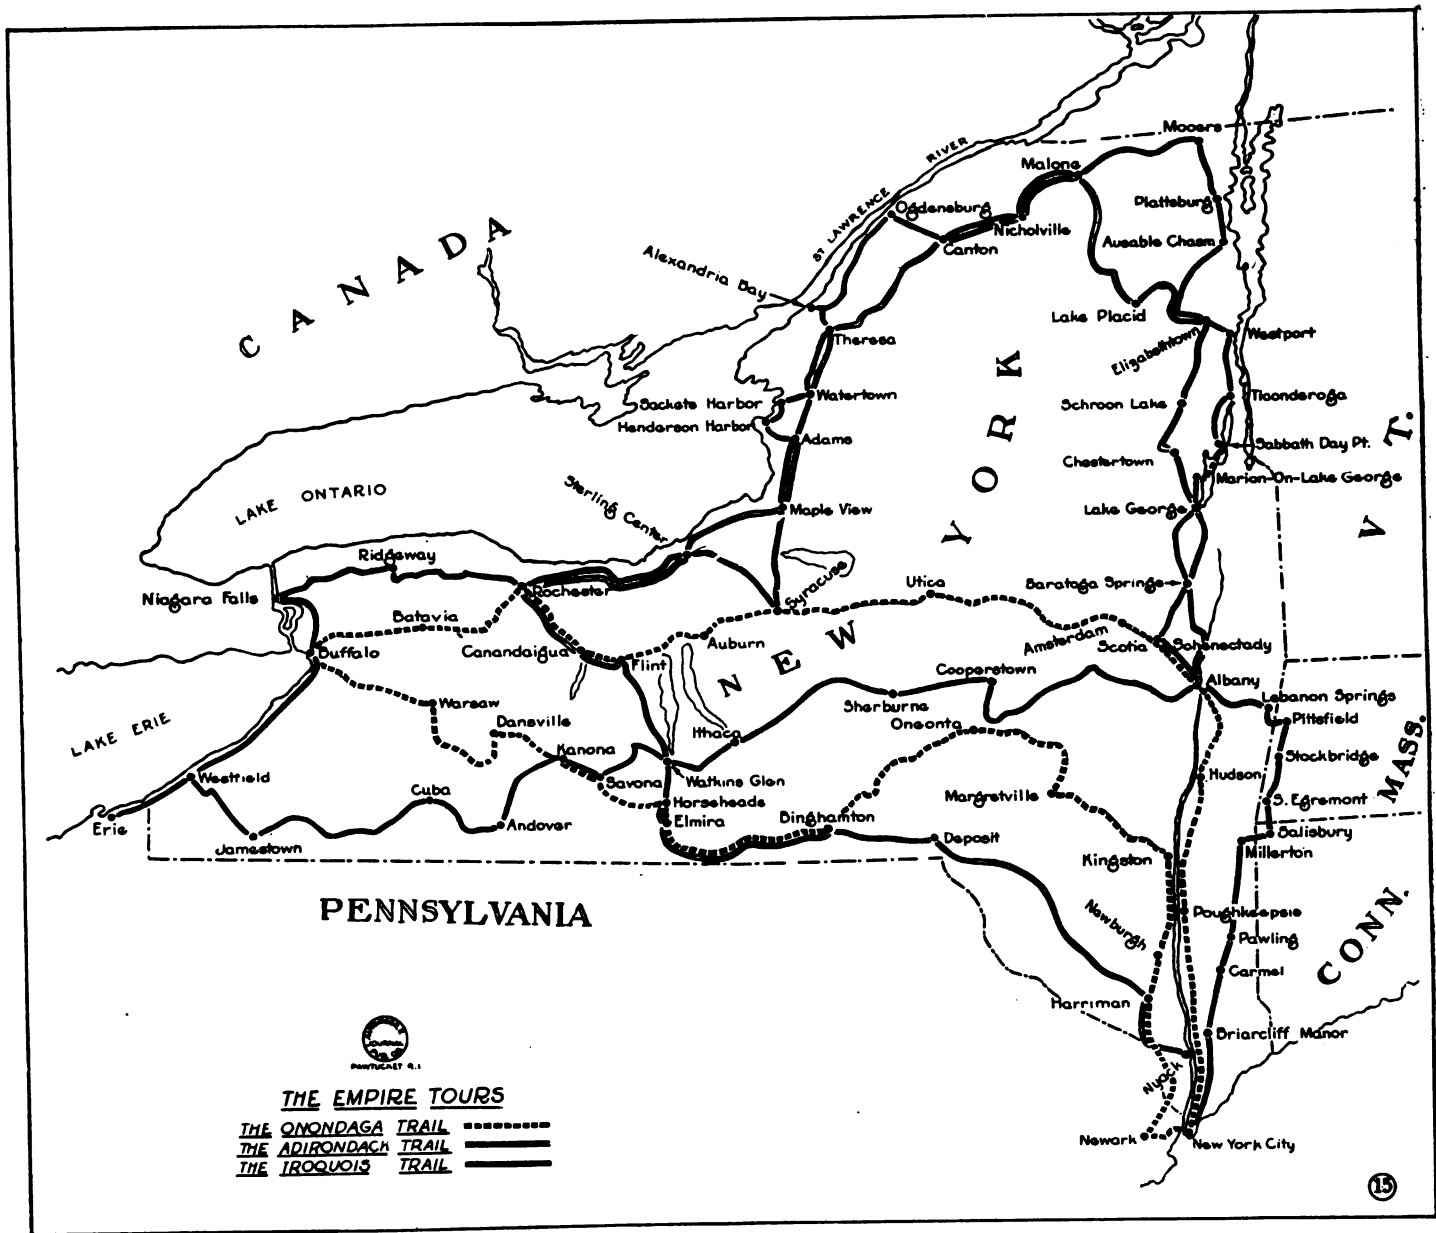 CANADA
Mooers
RIVER
Malone
ST LAWRENCE
Ogdensburg
Plattsburg
Nicholville
Ausable Chasm
Canton
Alexandria Bay
Lake Placid
Theresa
Elizabethtown
Westport
YORK
Sackets Harbor
Watertown
Schroon Lake
Ticonderoga
VT.
Henderson Harbor
Adams
Sabbath Day Pt.
Chestertown
Marion-On-Lake George
LAKE ONTARIO
Sterling Center
Maple View
Lake George
Ridgeway
Niagara Falls
Rochester
Syracuse
Utica
Saratoga Springs
Batavia
Auburn
Amsterdam
Scotia
Schenectady
Buffalo
Canandaigua
Flint
NEW
Cooperstown
Albany
LAKE ERIE
Warsaw
Sherburne
Lebanon Springs
Dansville
Ithaca
Oneonta
Pittsfield
Kanona
MASS.
Westfield
Savona
Watkins Glen
Hudson
Stockbridge
Cuba
Horseheads
Margretville
S. Egremont
Erie
Andover
Elmira
Binghamton
Deposit
Salisbury
Jamestown
Kingston
Millerton
PENNSYLVANIA
Newburgh
Poughkeepsie
CONN.
Pawling
Carmel
Harriman
Briarcliff Manor
Nyack
Newark
New York City
JOURNAL
PAWTUCKET R.I
THE EMPIRE TOURS
THE ONONDAGA TRAIL
THE ADIRONDACK TRAIL
THE IROQUOIS TRAIL
15